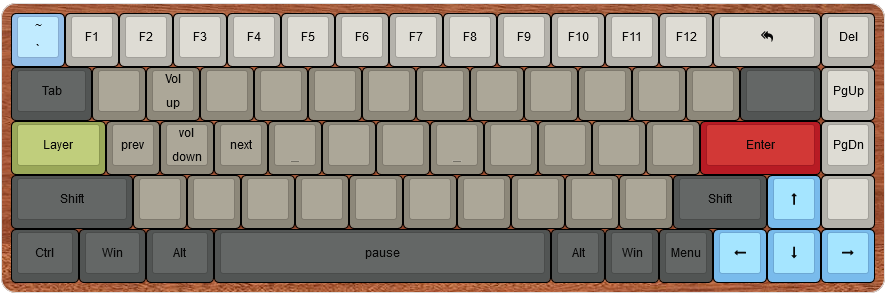 ~
` F1 F2 F3 F4 F5 F6 F7 F8 F9 F10 F11 F12 Del
Tab Vol
up PgUp
Layer prev vol
down next _ _ Enter PgDn
Shift Shift ↑
Ctrl Win Alt pause Alt Win Menu ← ↓ →